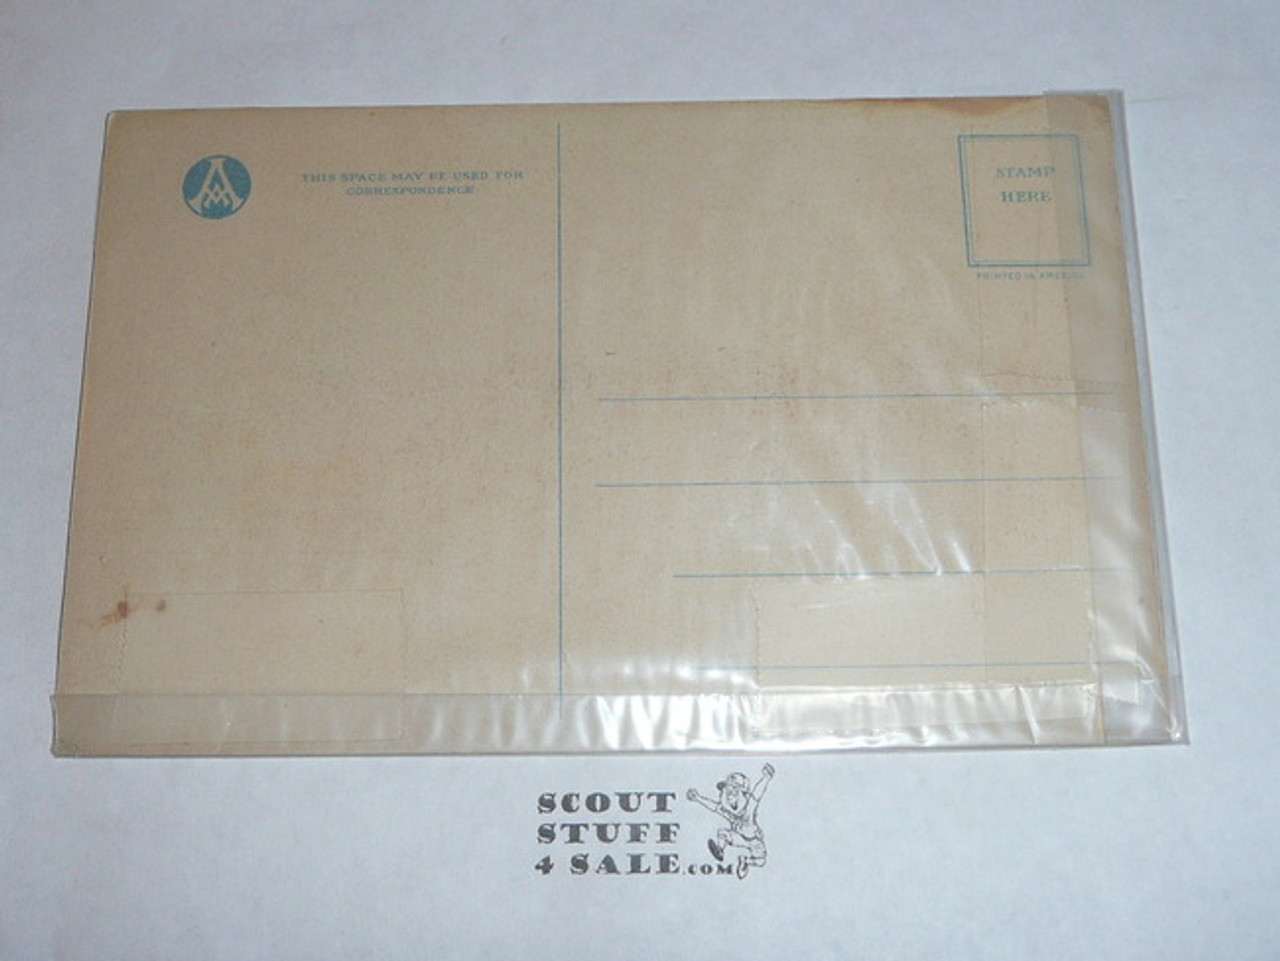 THIS SPACE MAY BE USED FOR
CORRESPONDENCE
STAMP
HERE
PRINTED IN AMERICA
SCOUT
STUFF
4 SALE.COM